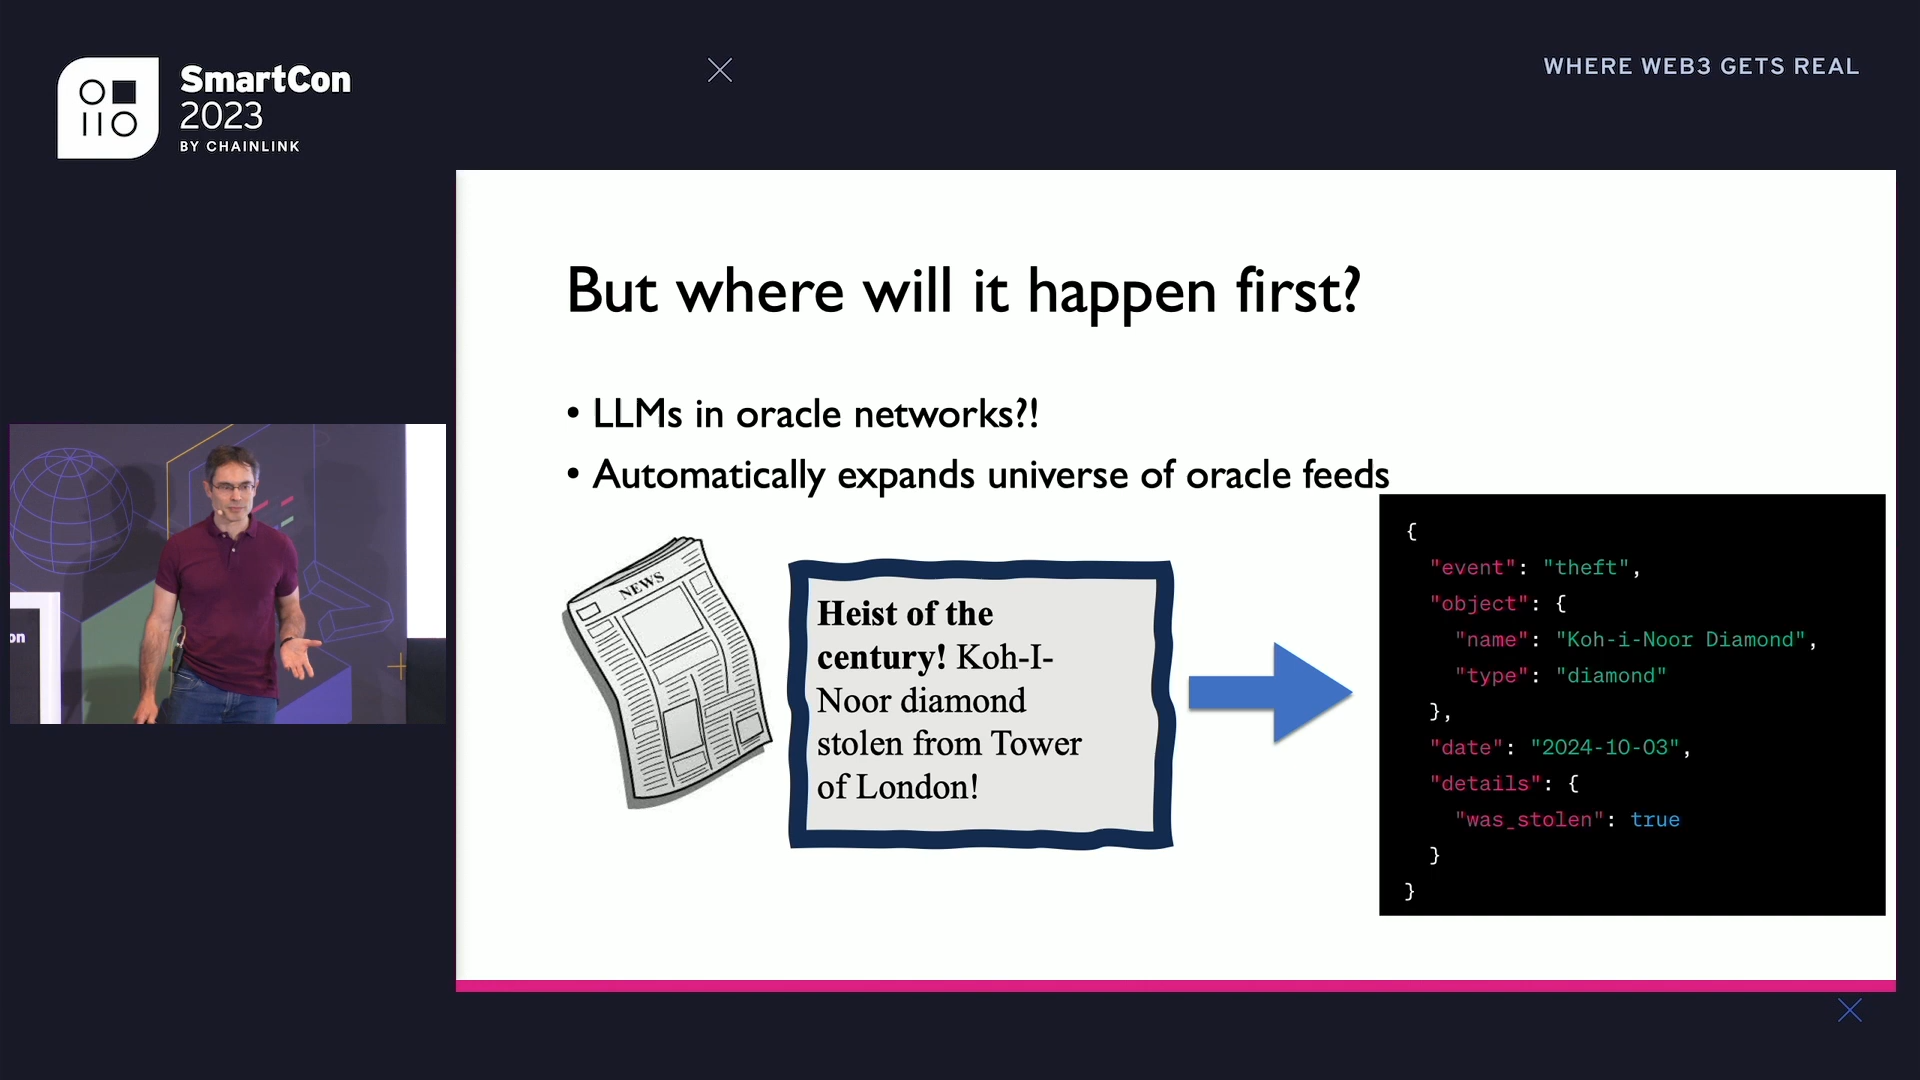 SmartCon
2023
BY CHAINLINK
WHERE WEB3 GETS REAL
But where will it happen first?
• LLMs in oracle networks?!
• Automatically expands universe of oracle feeds
NEWS
Heist of the
century! Koh-I-
Noor diamond
stolen from Tower
of London!
{
"event": "theft",
"object": {
"name": "Koh-i-Noor Diamond",
"type": "diamond"
},
"date": "2024-10-03",
"details": {
"was_stolen": true
}
}
on